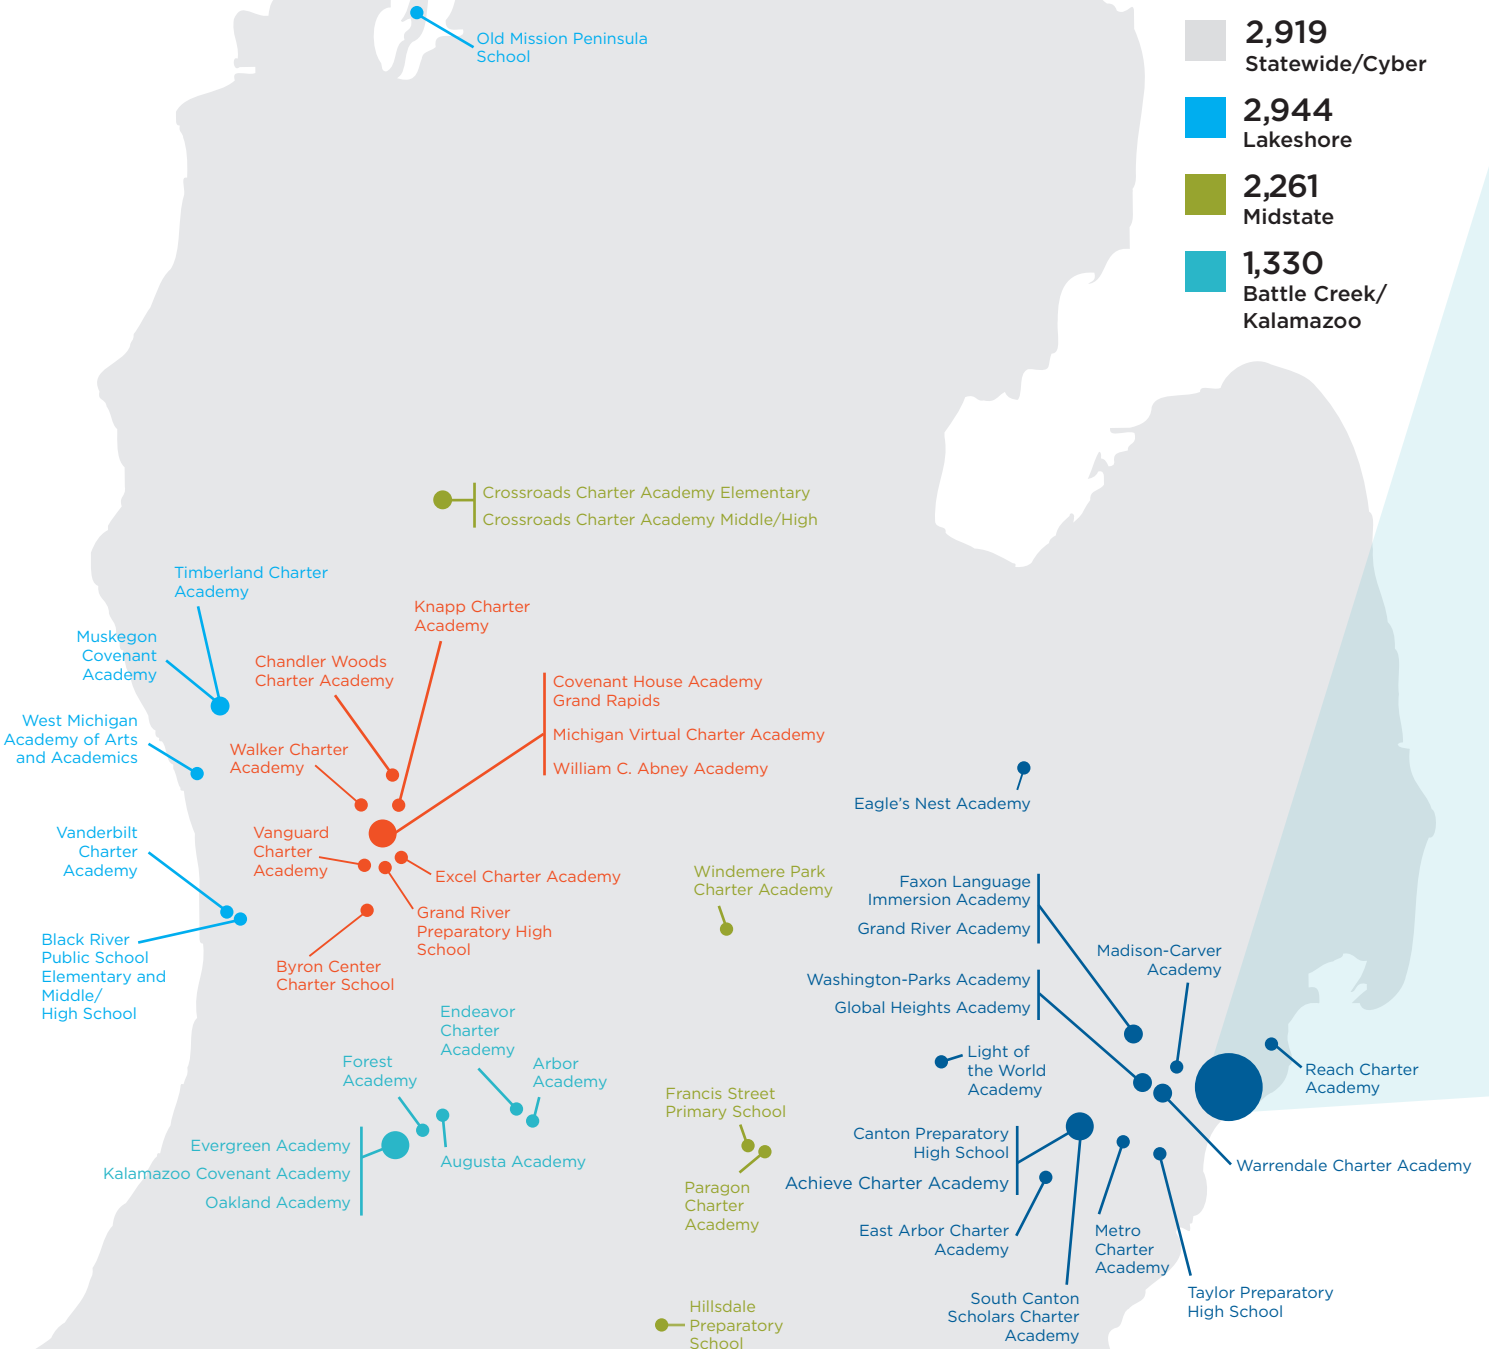 Old Mission Peninsula
School
2,919
Statewide/Cyber
2,944
Lakeshore
2,261
Midstate
1,330
Battle Creek/
Kalamazoo
Crossroads Charter Academy Elementary
Crossroads Charter Academy Middle/High
Timberland Charter
Academy
Muskegon
Covenant
Academy
West Michigan
Academy of Arts
and Academics
Vanderbilt
Charter
Academy
Black River
Public School
Elementary and
Middle/
High School
Knapp Charter
Academy
Chandler Woods
Charter Academy
Walker Charter
Academy
Covenant House Academy
Grand Rapids
Michigan Virtual Charter Academy
William C. Abney Academy
Vanguard
Charter
Academy
Excel Charter Academy
Grand River
Preparatory High
School
Byron Center
Charter School
Endeavor
Charter
Academy
Arbor
Academy
Forest
Academy
Augusta Academy
Evergreen Academy
Kalamazoo Covenant Academy
Oakland Academy
Windemere Park
Charter Academy
Francis Street
Primary School
Paragon
Charter
Academy
Hillsdale
Preparatory
School
Eagle's Nest Academy
Faxon Language
Immersion Academy
Grand River Academy
Washington-Parks Academy
Global Heights Academy
Madison-Carver
Academy
Light of
the World
Academy
Reach Charter
Academy
Canton Preparatory
High School
Achieve Charter Academy
Warrendale Charter Academy
East Arbor Charter
Academy
Metro
Charter
Academy
South Canton
Scholars Charter
Academy
Taylor Preparatory
High School